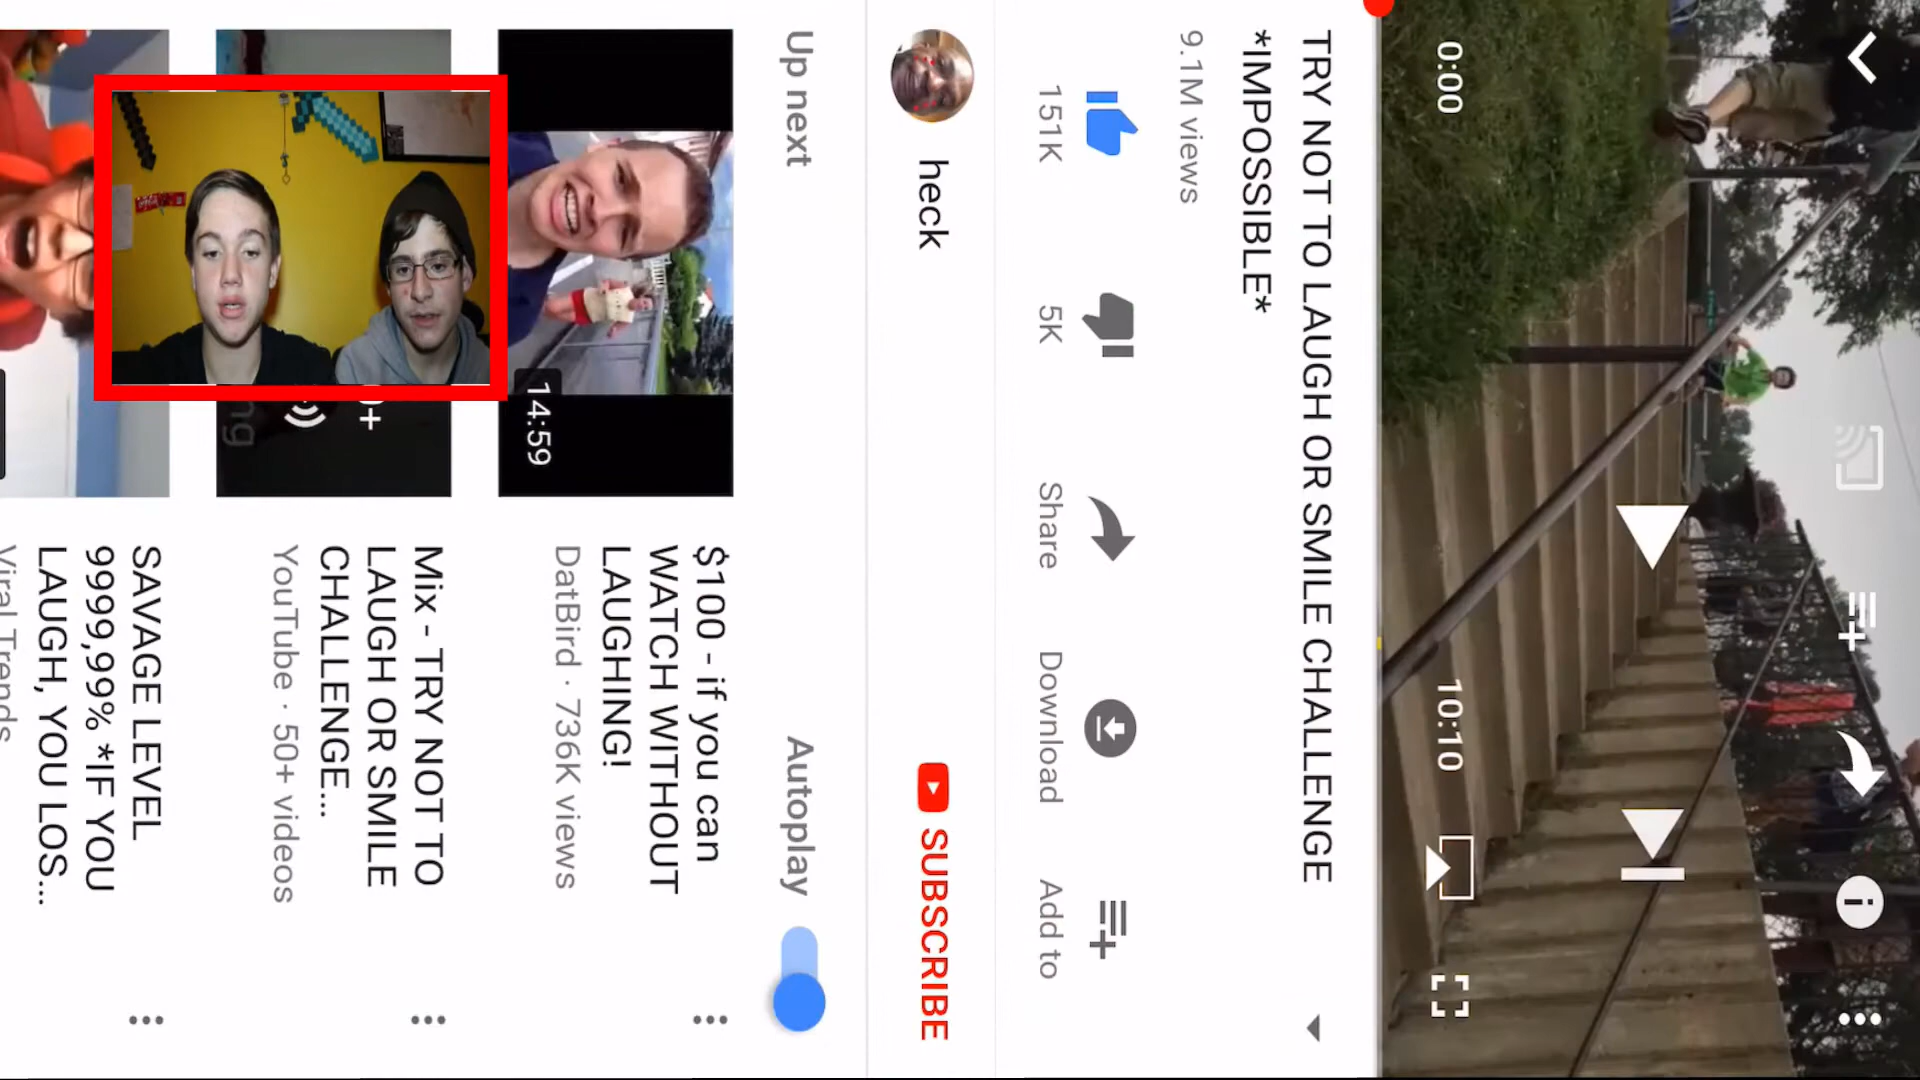 0:00
10:10
TRY NOT TO LAUGH OR SMILE CHALLENGE
*IMPOSSIBLE*
9.1M views
151K
5K
Share
Download
Add to
heck
SUBSCRIBE
Up next
Autoplay
14:59
$100 - if you can
WATCH WITHOUT
LAUGHING!
DatBird · 736K views
Mix - TRY NOT TO
LAUGH OR SMILE
CHALLENGE...
YouTube · 50+ videos
SAVAGE LEVEL
9999,99% *IF YOU
LAUGH, YOU LOS...
Viral Trends